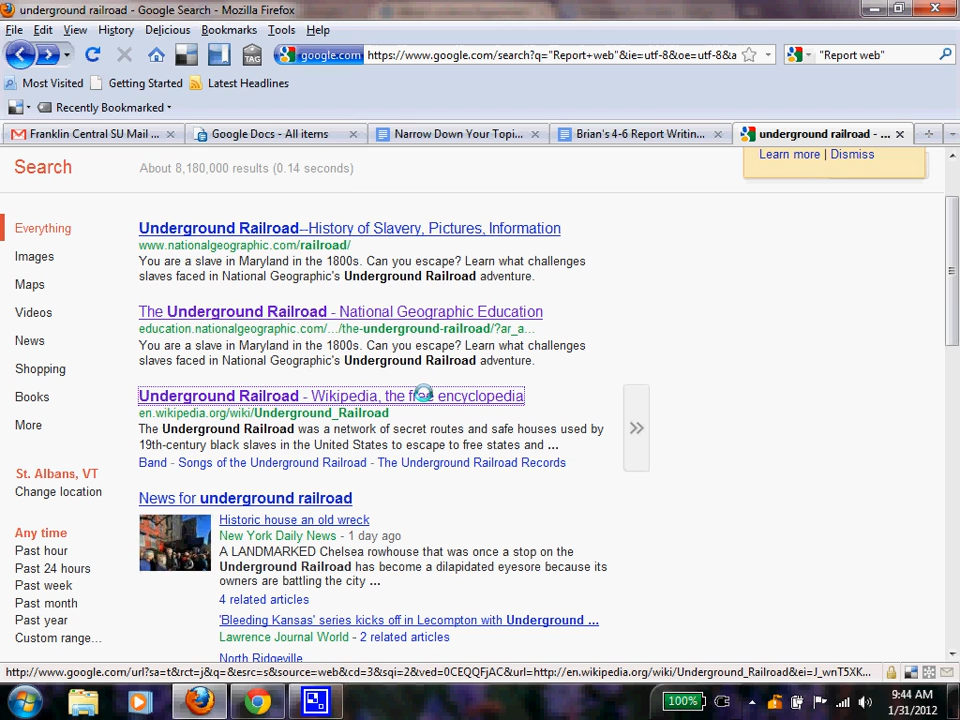 underground railroad - Google Search - Mozilla Firefox
File Edit View History Delicious Bookmarks Tools Help
TAG google.com https://www.google.com/search?q="Report+web"&ie=utf-8&oe=utf-8&a "Report web"
Most Visited Getting Started Latest Headlines
Recently Bookmarked
Franklin Central SU Mail ... Google Docs - All items Narrow Down Your Topi... Brian's 4-6 Report Writin... underground railroad - ...
Learn more | Dismiss
Search About 8,180,000 results (0.14 seconds)
Everything
Images
Maps
Videos
News
Shopping
Books
More
St. Albans, VT
Change location
Any time
Past hour
Past 24 hours
Past week
Past month
Past year
Custom range...
Underground Railroad--History of Slavery, Pictures, Information
www.nationalgeographic.com/railroad/
You are a slave in Maryland in the 1800s. Can you escape? Learn what challenges
slaves faced in National Geographic's Underground Railroad adventure.
The Underground Railroad - National Geographic Education
education.nationalgeographic.com/.../the-underground-railroad/?ar_a...
You are a slave in Maryland in the 1800s. Can you escape? Learn what challenges
slaves faced in National Geographic's Underground Railroad adventure.
Underground Railroad - Wikipedia, the free encyclopedia
en.wikipedia.org/wiki/Underground_Railroad
The Underground Railroad was a network of secret routes and safe houses used by
19th-century black slaves in the United States to escape to free states and ...
Band - Songs of the Underground Railroad - The Underground Railroad Records
News for underground railroad
Historic house an old wreck
New York Daily News - 1 day ago
A LANDMARKED Chelsea rowhouse that was once a stop on the
Underground Railroad has become a dilapidated eyesore because its
owners are battling the city ...
4 related articles
'Bleeding Kansas' series kicks off in Lecompton with Underground ...
Lawrence Journal World - 2 related articles
North Ridgeville
http://www.google.com/url?sa=t&rct=j&q=&esrc=s&source=web&cd=3&sqi=2&ved=0CEQQFjAC&url=http://en.wikipedia.org/wiki/Underground_Railroad&ei=J_wnT5XK...
100% 9:44 AM
1/31/2012